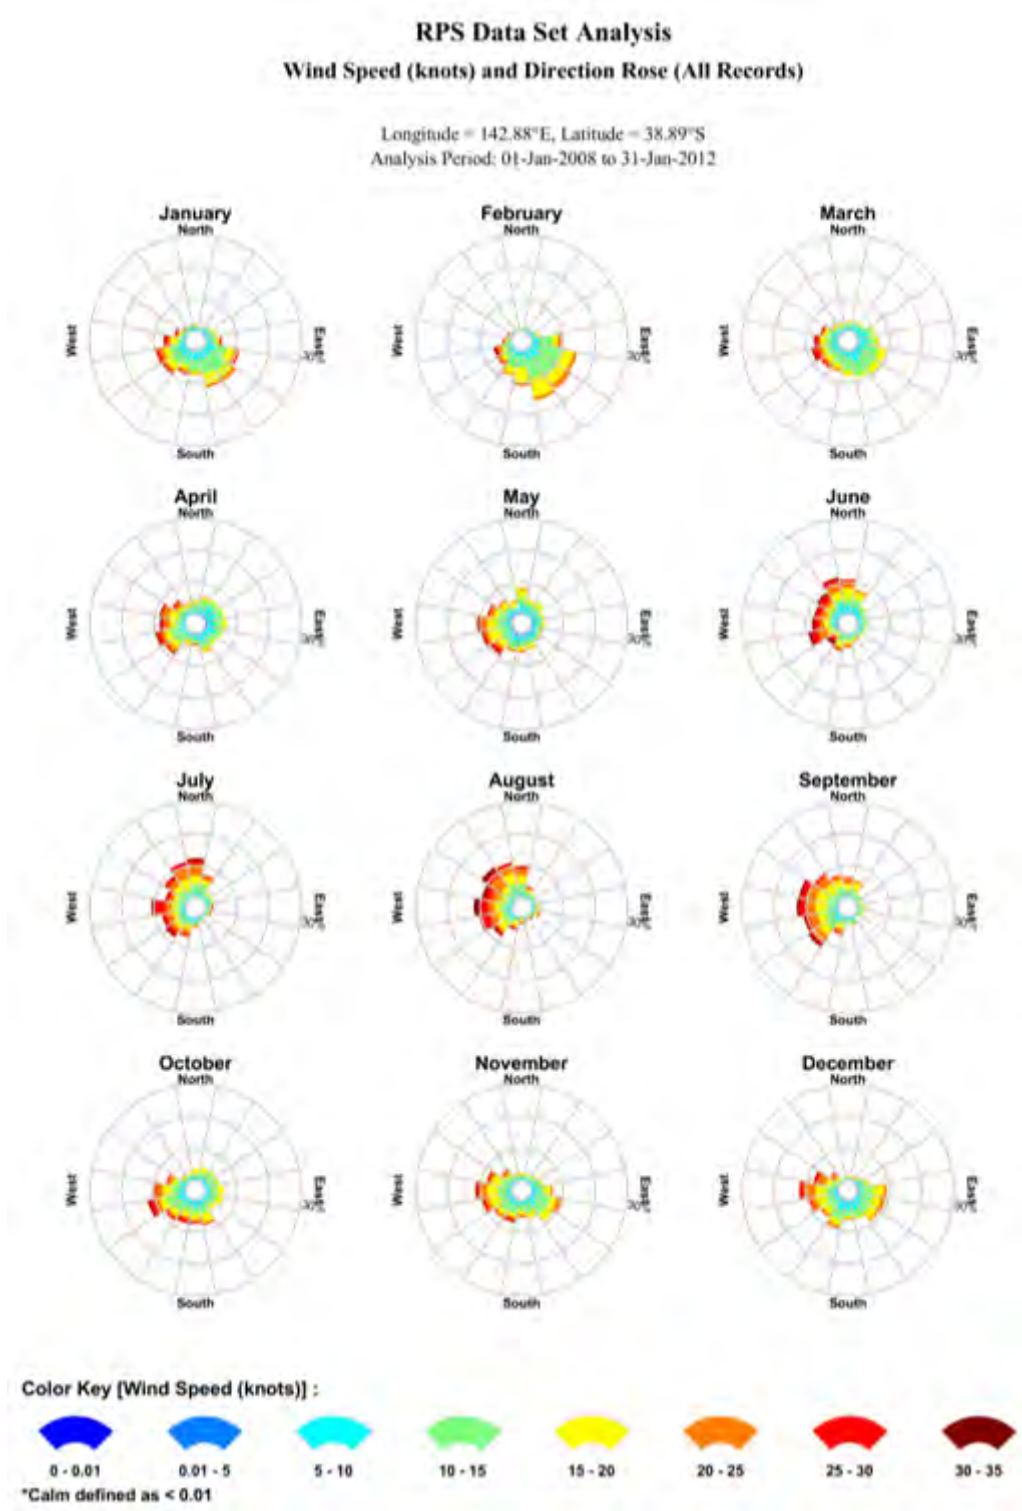 RPS Data Set Analysis
Wind Speed (knots) and Direction Rose (All Records)
Longitude = 142.88°E, Latitude = 38.89°S
Analysis Period: 01-Jan-2008 to 31-Jan-2012
January February March
North North North
West East West East West East
South South South
April May June
North North North
West East West East West East
South South South
July August September
North North North
West East West East West East
South South South
October November December
North North North
West East West East West East
South South South
Color Key [Wind Speed (knots)] :
0 - 0.01 0.01 - 5 5 - 10 10 - 15 15 - 20 20 - 25 25 - 30 30 - 35
*Calm defined as < 0.01